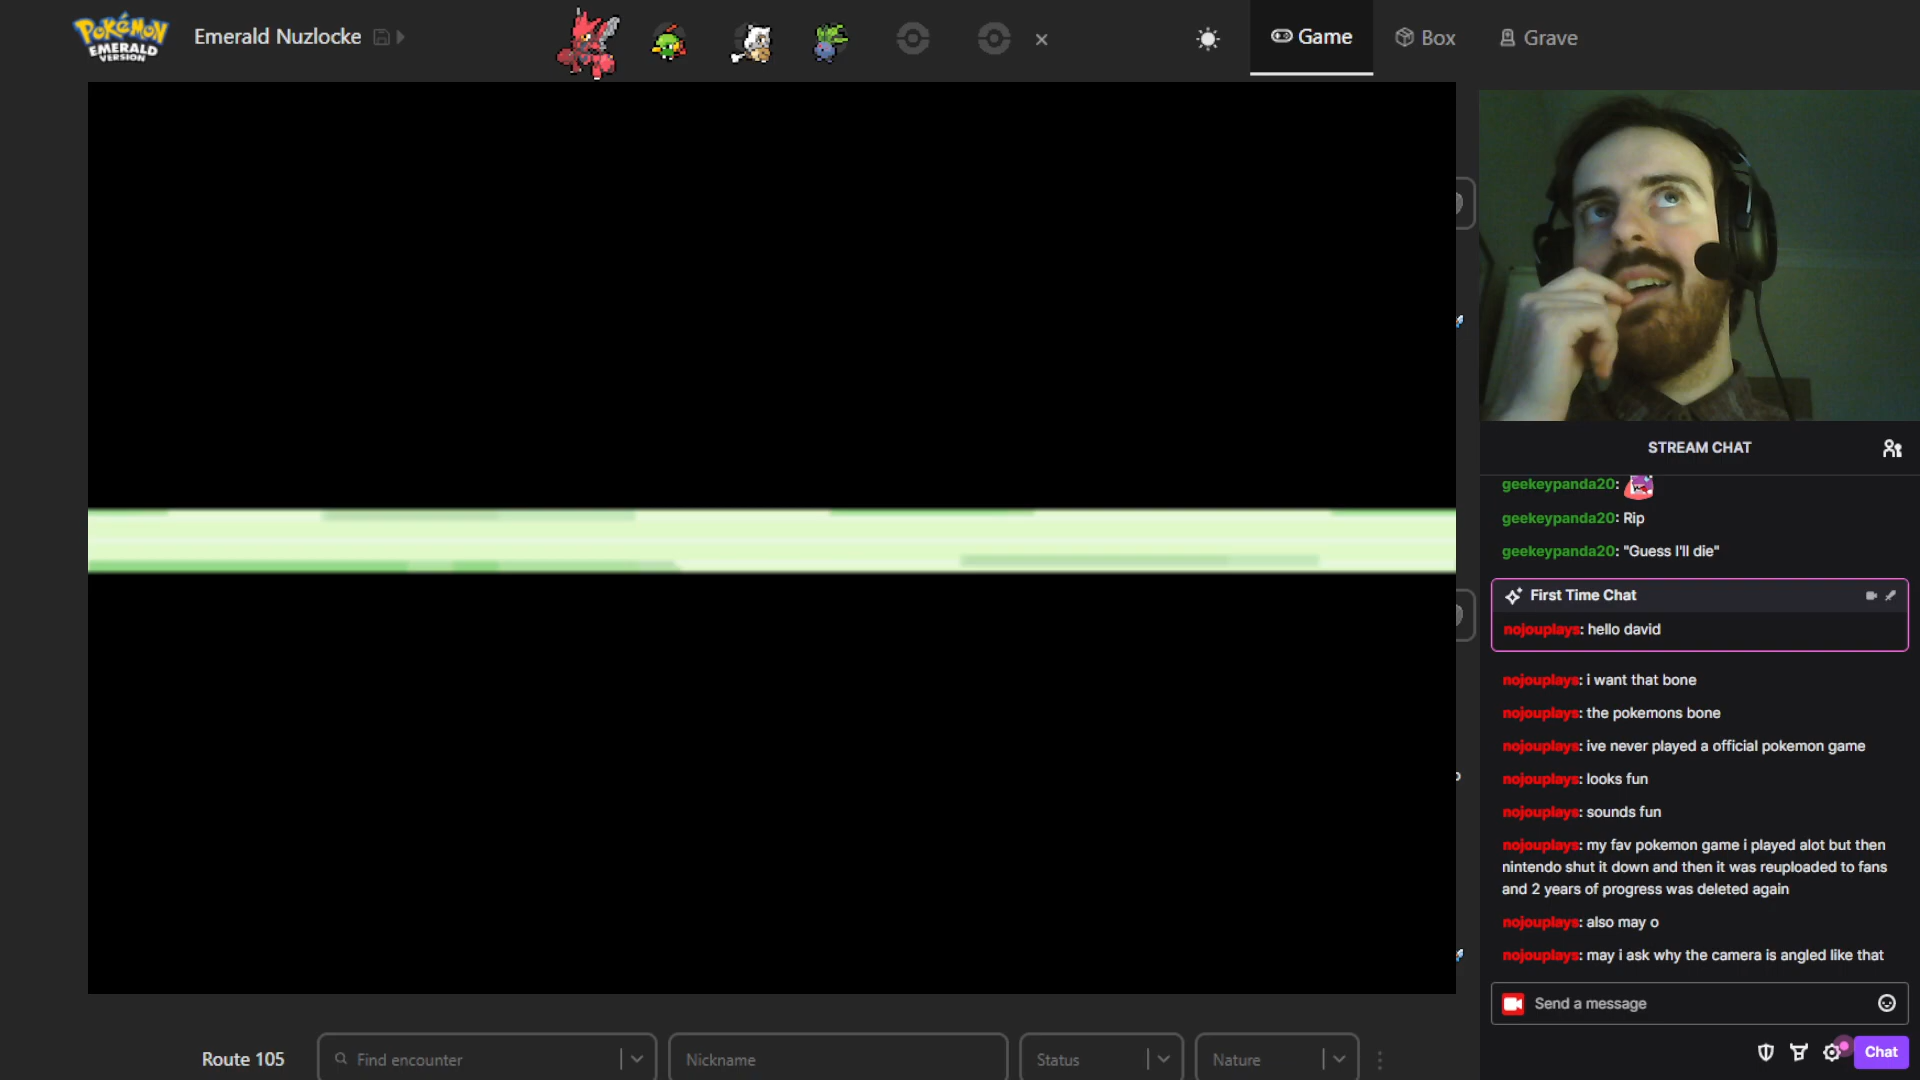 POKéMON
EMERALD
VERSION
Emerald Nuzlocke
Game
Box
Grave
STREAM CHAT
geekeypanda20:
geekeypanda20: Rip
geekeypanda20: "Guess I'll die"
First Time Chat
nojouplays: hello david
nojouplays: i want that bone
nojouplays: the pokemons bone
nojouplays: ive never played a official pokemon game
nojouplays: looks fun
nojouplays: sounds fun
nojouplays: my fav pokemon game i played alot but then
nintendo shut it down and then it was reuploaded to fans
and 2 years of progress was deleted again
nojouplays: also may o
nojouplays: may i ask why the camera is angled like that
Send a message
Chat
Route 105
Find encounter
Nickname
Status
Nature